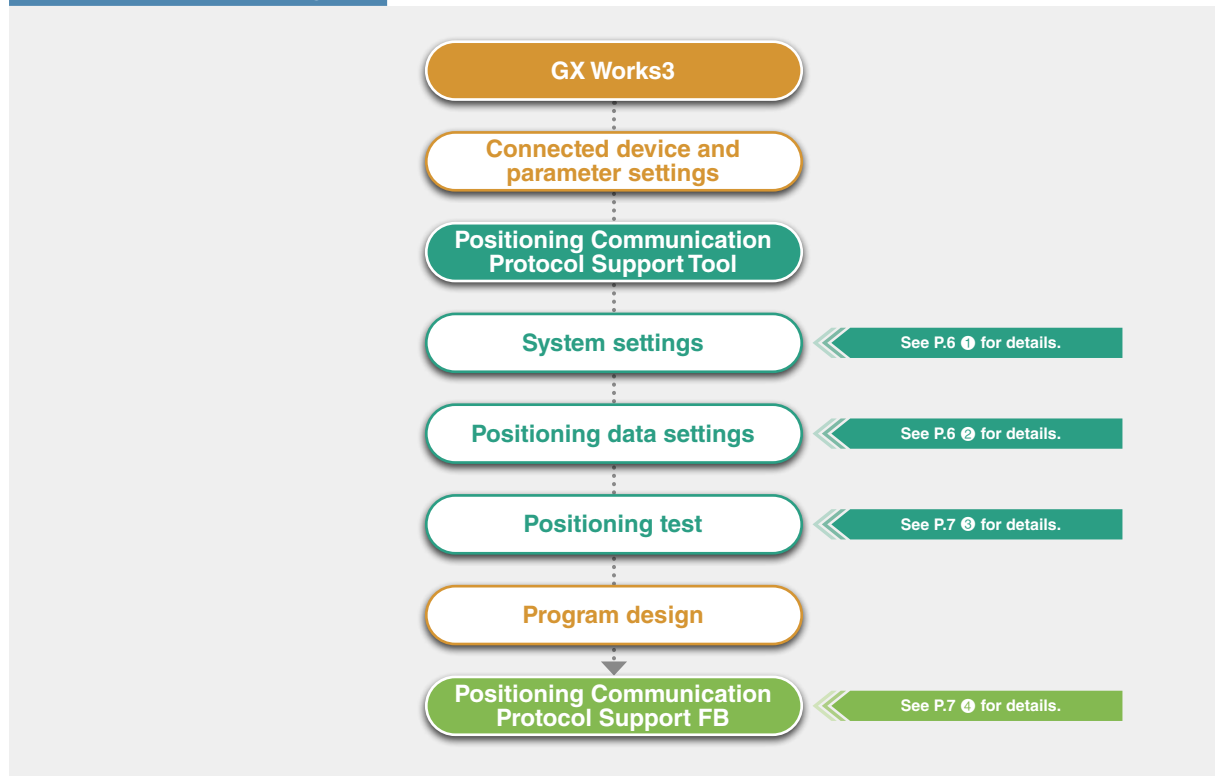 GX Works3
Connected device and
parameter settings
Positioning Communication
Protocol Support Tool
System settings
See P.6 ❶ for details.
Positioning data settings
See P.6 ❷ for details.
Positioning test
See P.7 ❸ for details.
Program design
Positioning Communication
Protocol Support FB
See P.7 ❹ for details.